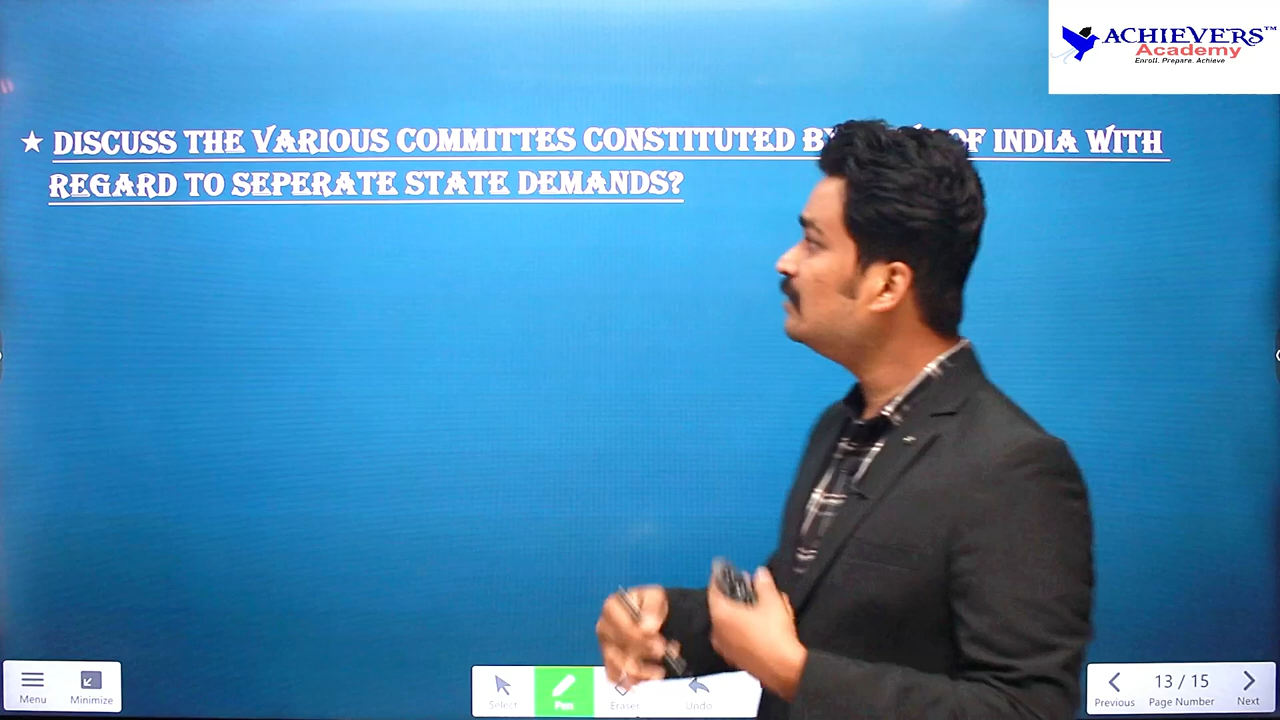 ACHIEVERS™
Academy
Enroll. Prepare. Achieve
★ DISCUSS THE VARIOUS COMMITTES CONSTITUTED OF INDIA WITH
REGARD TO SEPERATE STATE DEMANDS?
Menu
Minimize
Select
Pen
Eraser
Undo
Previous
13 / 15
Page Number
Next